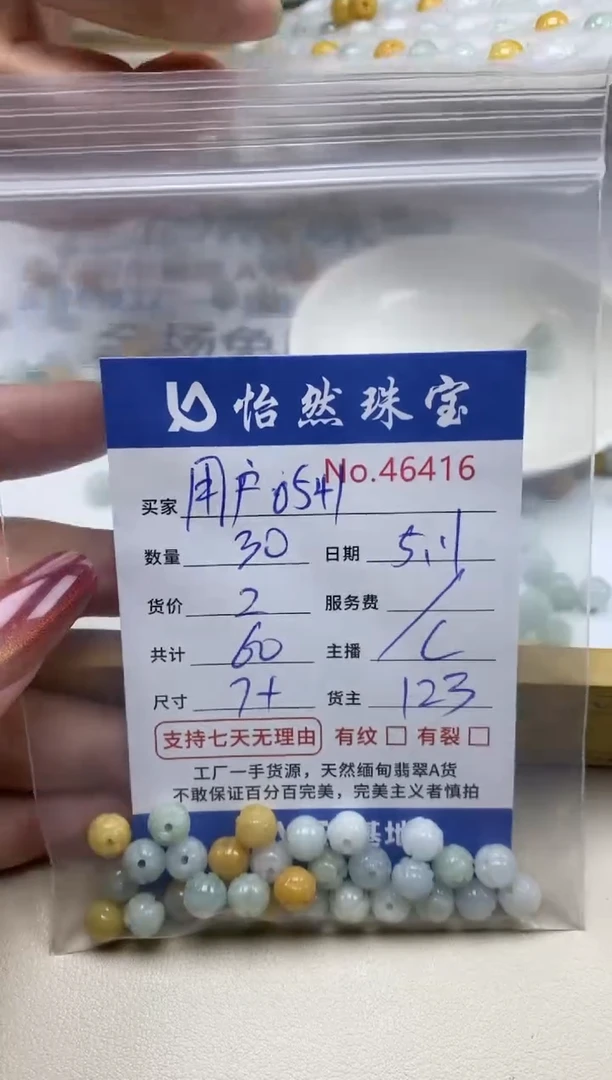 怡然珠宝
No.46416
买家 用户0541
数量 30 日期 5.11
货价 2 服务费 /
共计 60 主播 / C
尺寸 7+ 货主 123
支持七天无理由 有纹 □ 有裂 □
工厂一手货源，天然缅甸翡翠A货
不敢保证百分百完美，完美主义者慎拍
基地